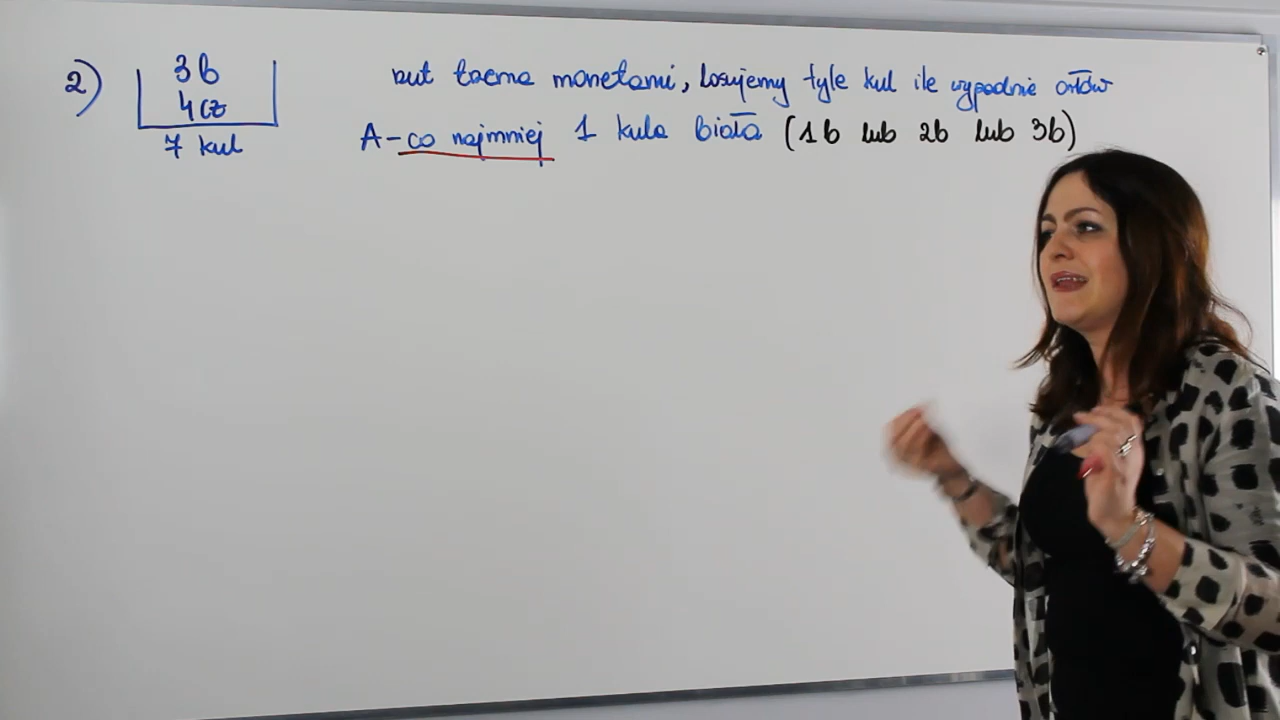 2) 3b
4cz
7 kul
rzut trzema monetami, losujemy tyle kul ile wypadnie orłów
A - co najmniej 1 kula biała (1b lub 2b lub 3b)